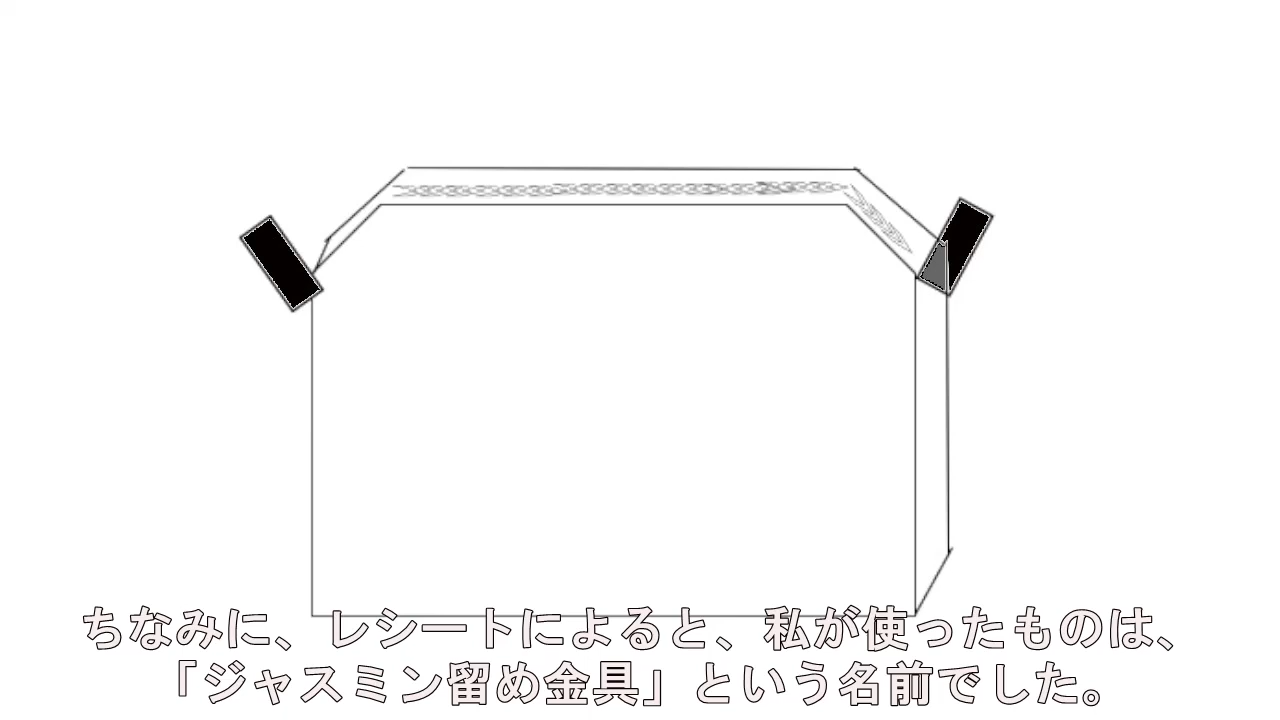 ちなみに、レシートによると、私が使ったものは、
「ジャスミン留め金具」という名前でした。